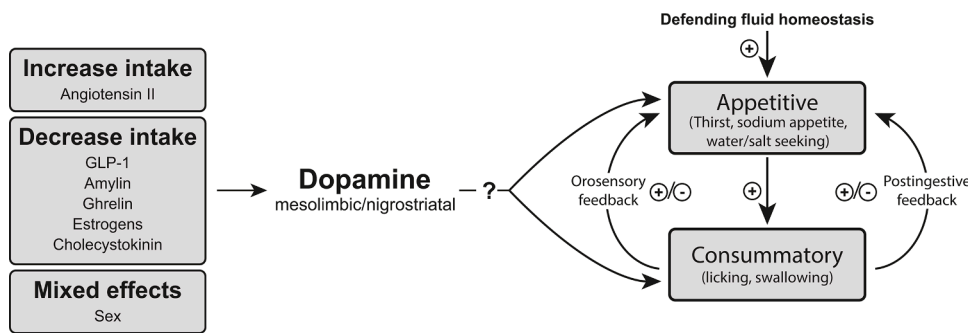 Defending fluid homeostasis
+
Increase intake
Angiotensin II
Decrease intake
GLP-1
Amylin
Ghrelin
Estrogens
Cholecystokinin
Mixed effects
Sex
Dopamine
mesolimbic/nigrostriatal
?
Appetitive
(Thirst, sodium appetite,
water/salt seeking)
Orosensory
feedback
+/-
+
+/-
Postingestive
feedback
Consummatory
(licking, swallowing)